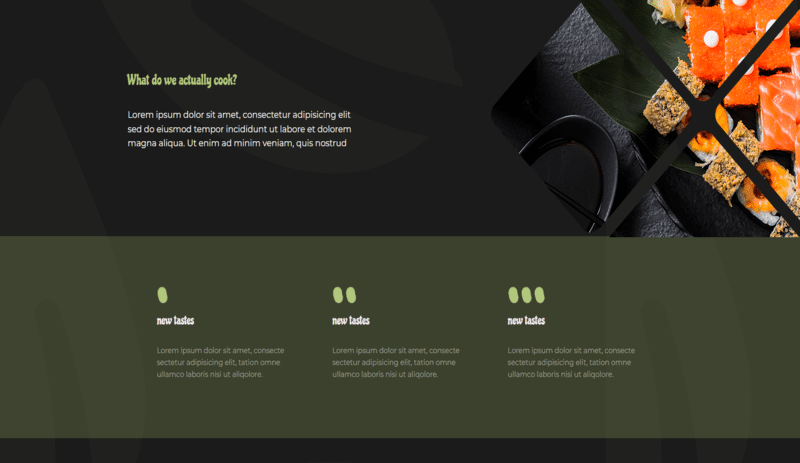 What do we actually cook?
Lorem ipsum dolor sit amet, consectetur adipisicing elit
sed do eiusmod tempor incididunt ut labore et dolorem
magna aliqua. Ut enim ad minim veniam, quis nostrud
new tastes
Lorem ipsum dolor sit amet, consecte
sectetur adipisicing elit, tation omne
ullamco laboris nisi ut aliqolore.
new tastes
Lorem ipsum dolor sit amet, consecte
sectetur adipisicing elit, tation omne
ullamco laboris nisi ut aliqolore.
new tastes
Lorem ipsum dolor sit amet, consecte
sectetur adipisicing elit, tation omne
ullamco laboris nisi ut aliqolore.